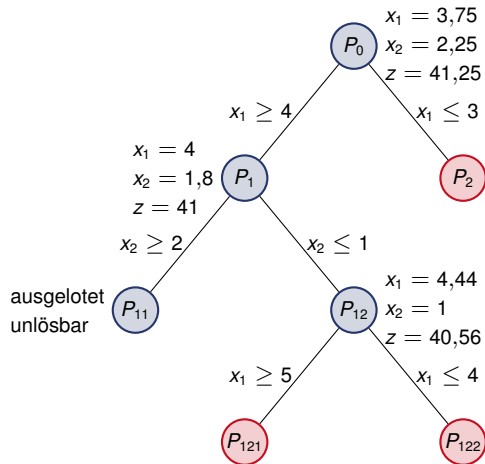 x₁ = 3,75
P₀
x₂ = 2,25
z = 41,25
x₁ ≥ 4
x₁ ≤ 3
x₁ = 4
x₂ = 1,8
P₁
P₂
z = 41
x₂ ≥ 2
x₂ ≤ 1
x₁ = 4,44
ausgelotet
unlösbar
P₁₁
P₁₂
x₂ = 1
z = 40,56
x₁ ≥ 5
x₁ ≤ 4
P₁₂₁
P₁₂₂